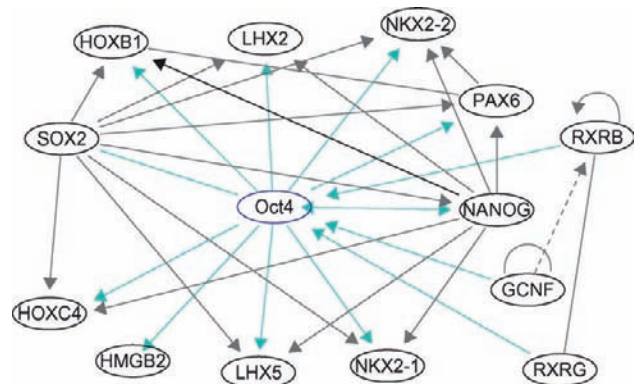 NKX2-2
HOXB1
LHX2
PAX6
SOX2
RXRB
Oct4
NANOG
GCNF
HOXC4
HMGB2
LHX5
NKX2-1
RXRG